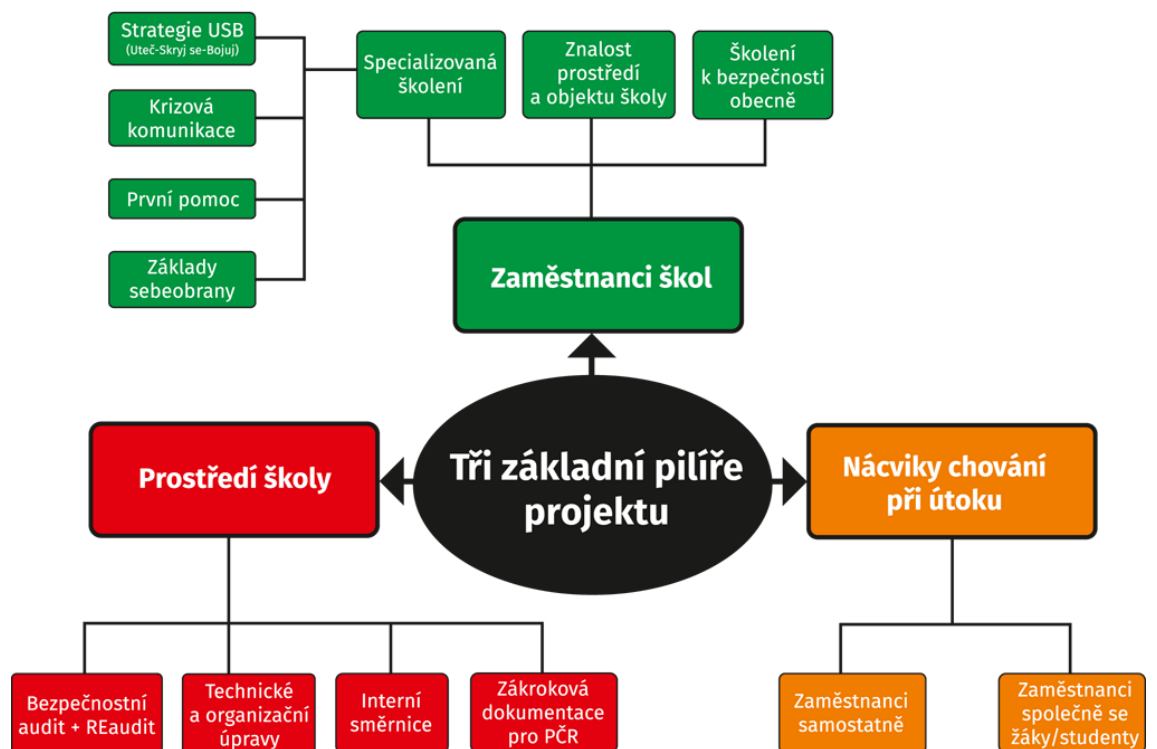 Strategie USB
(Uteč-Skryj se-Bojuj)
Krizová
komunikace
První pomoc
Základy
sebeobrany
Specializovaná
školení
Znalost
prostředí
a objektu školy
Školení
k bezpečnosti
obecně
Zaměstnanci škol
Tři základní pilíře
projektu
Prostředí školy
Nácviky chování
při útoku
Bezpečnostní
audit + REaudit
Technické
a organizační
úpravy
Interní
směrnice
Zákroková
dokumentace
pro PČR
Zaměstnanci
samostatně
Zaměstnanci
společně se
žáky/studenty